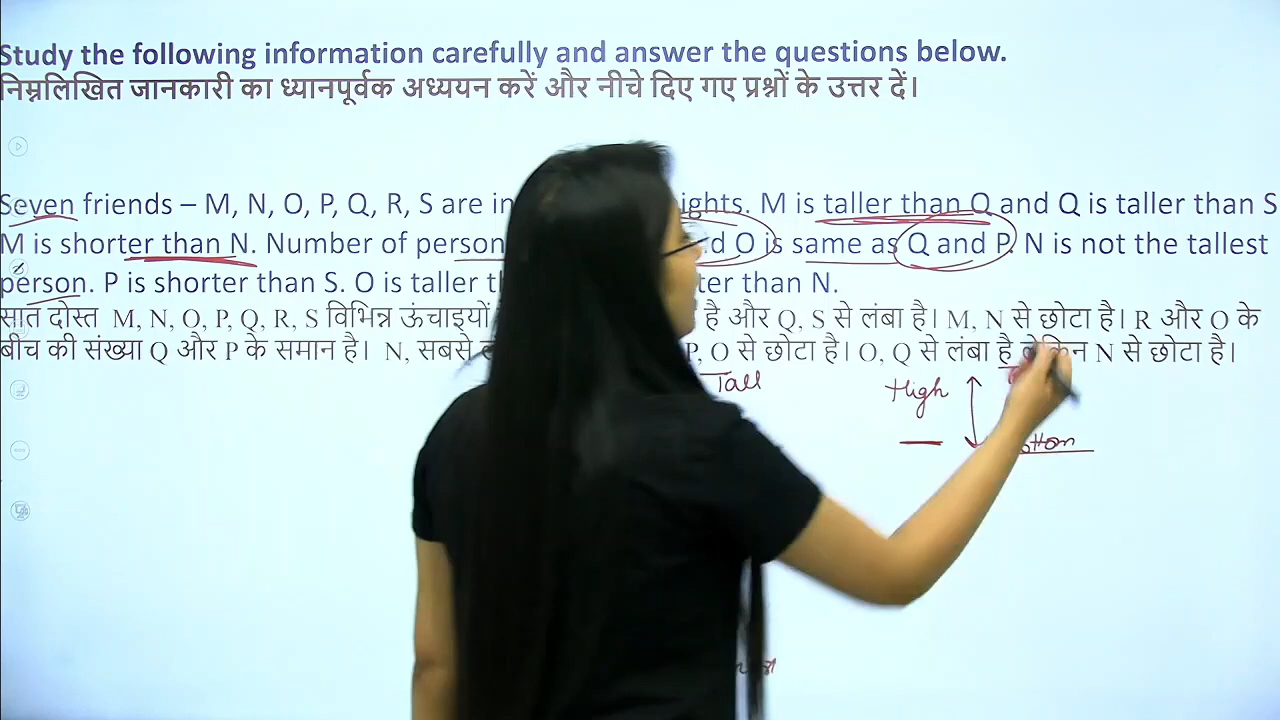 Study the following information carefully and answer the questions below.
निम्नलिखित जानकारी का ध्यानपूर्वक अध्ययन करें और नीचे दिए गए प्रश्नों के उत्तर दें।
Seven friends – M, N, O, P, Q, R, S are in ights. M is taller than Q and Q is taller than S
M is shorter than N. Number of person d O is same as Q and P. N is not the tallest
person. P is shorter than S. O is taller t ter than N.
सात दोस्त M, N, O, P, Q, R, S विभिन्न ऊंचाइयों है और Q, S से लंबा है। M, N से छोटा है। R और O के
बीच की संख्या Q और P के समान है। N, सबसे P, O से छोटा है। O, Q से लंबा है लेकिन N से छोटा है।
Tall
High